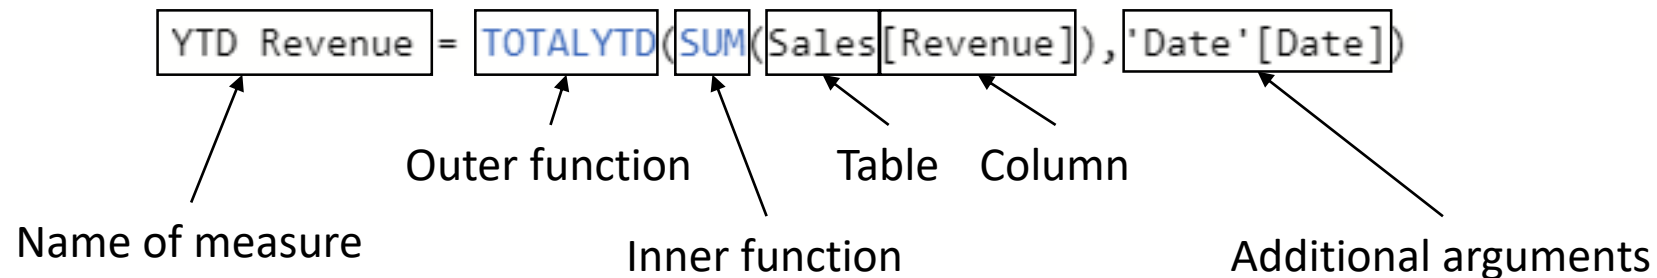 YTD Revenue = TOTALYTD(SUM(Sales[Revenue]),'Date'[Date])
Outer function Table Column
Name of measure Inner function Additional arguments